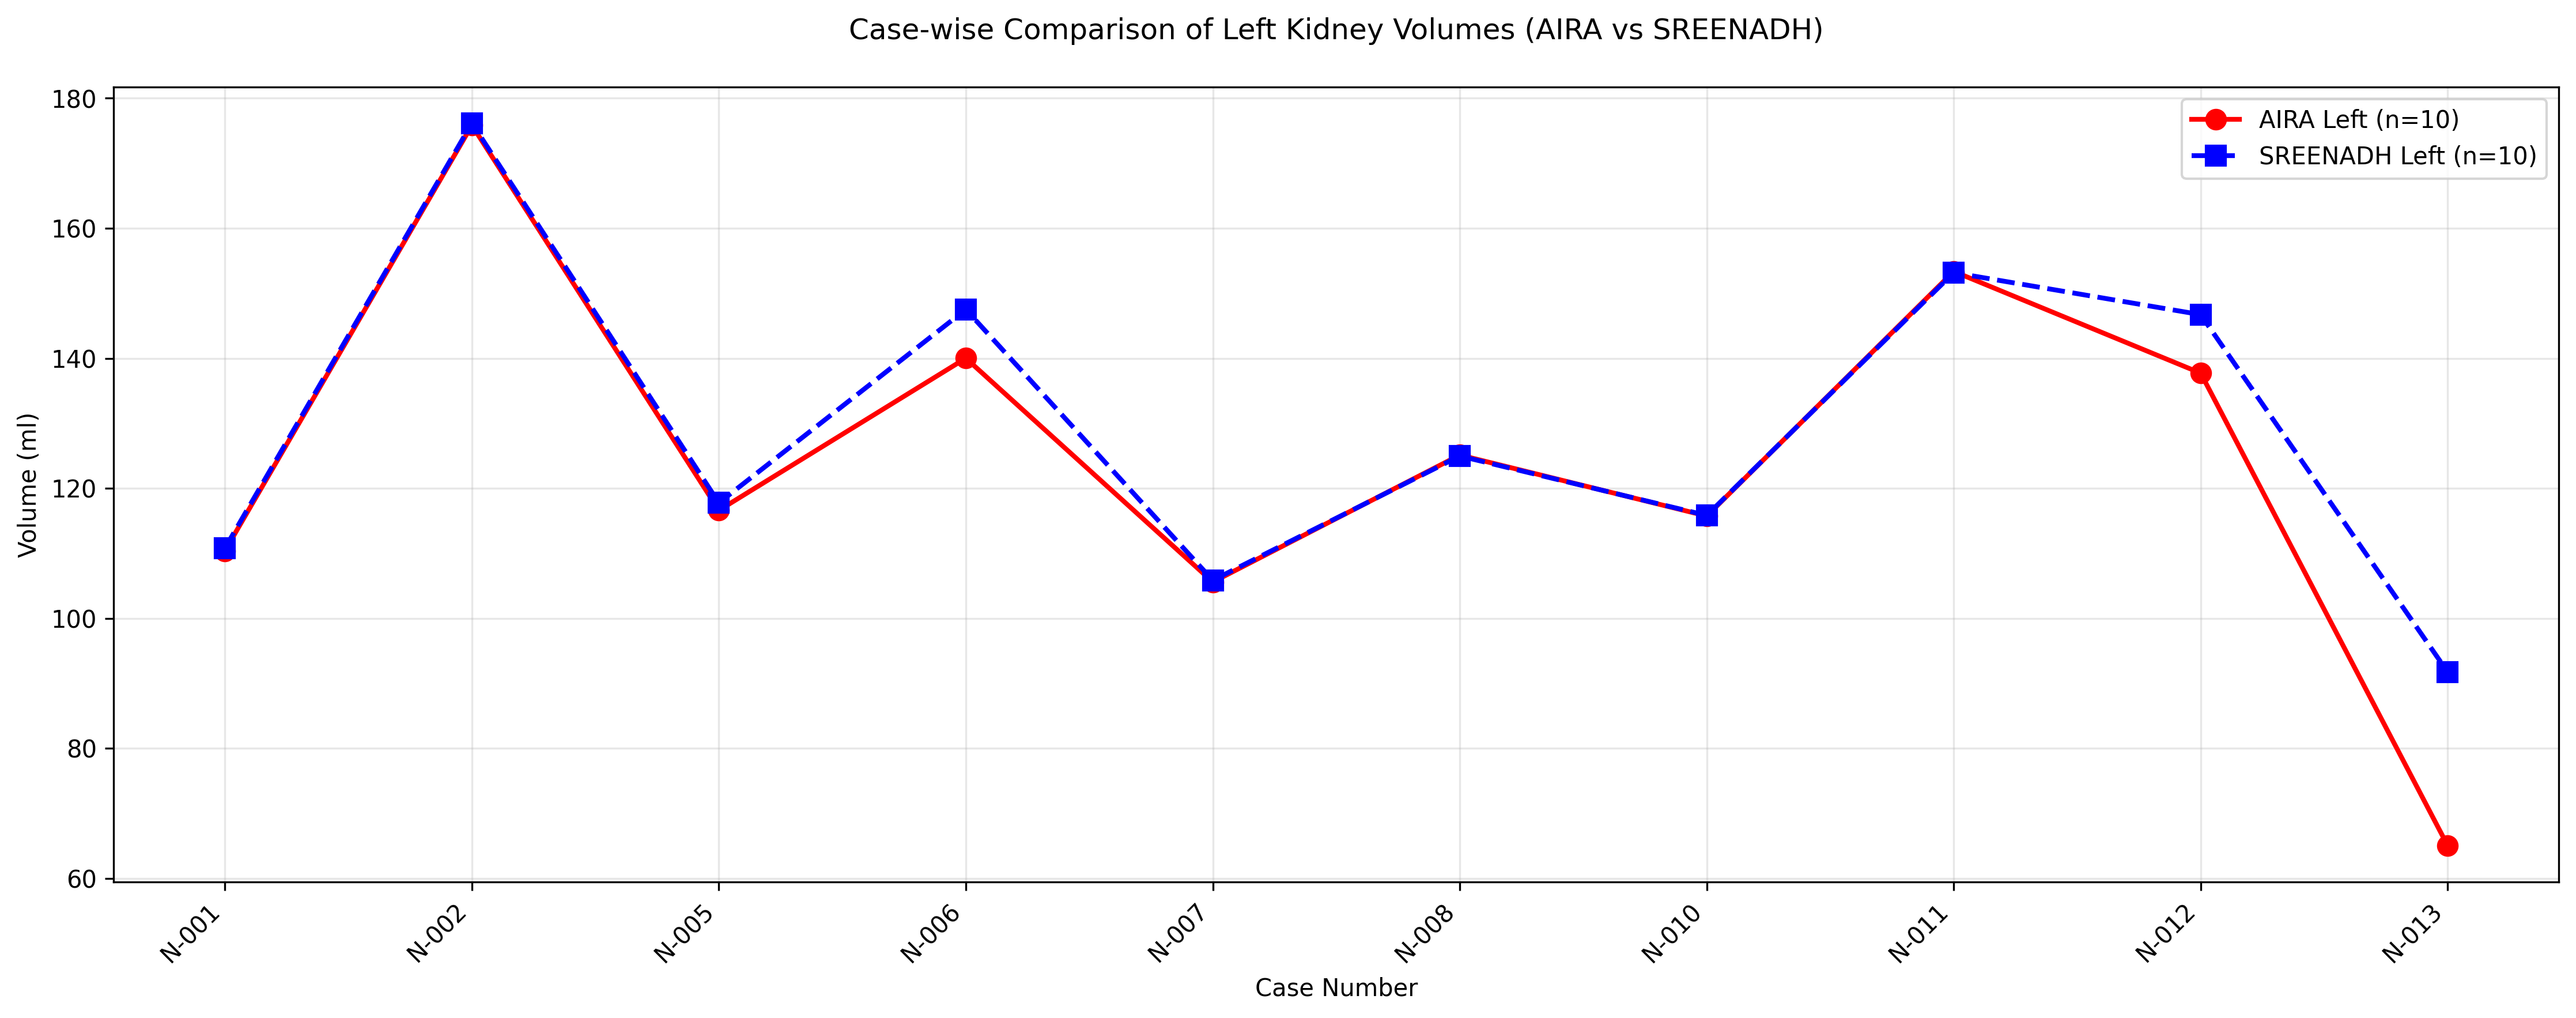 Case-wise Comparison of Left Kidney Volumes (AIRA vs SREENADH)
AIRA Left (n=10)
SREENADH Left (n=10)
Volume (ml)
180
160
140
120
100
80
60
N-001
N-002
N-005
N-006
N-007
N-008
N-010
N-011
N-012
N-013
Case Number